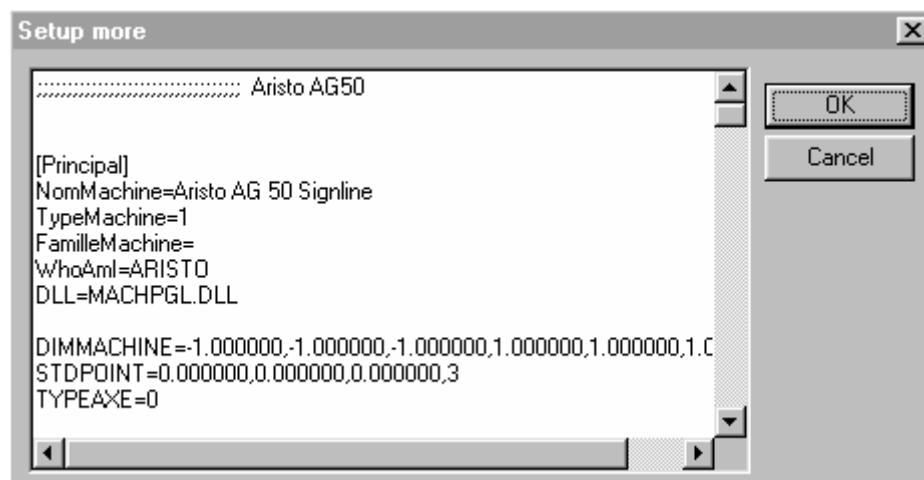 Setup more
;;;;;;;;;;;;;;;;;;;;;;;;;;;;;;;; Aristo AG50
OK
Cancel
[Principal]
NomMachine=Aristo AG 50 Signline
TypeMachine=1
FamilleMachine=
WhoAmI=ARISTO
DLL=MACHPGL.DLL
DIMMACHINE=-1.000000,-1.000000,-1.000000,1.000000,1.000000,1.0
STDPOINT=0.000000,0.000000,0.000000,3
TYPEAXE=0